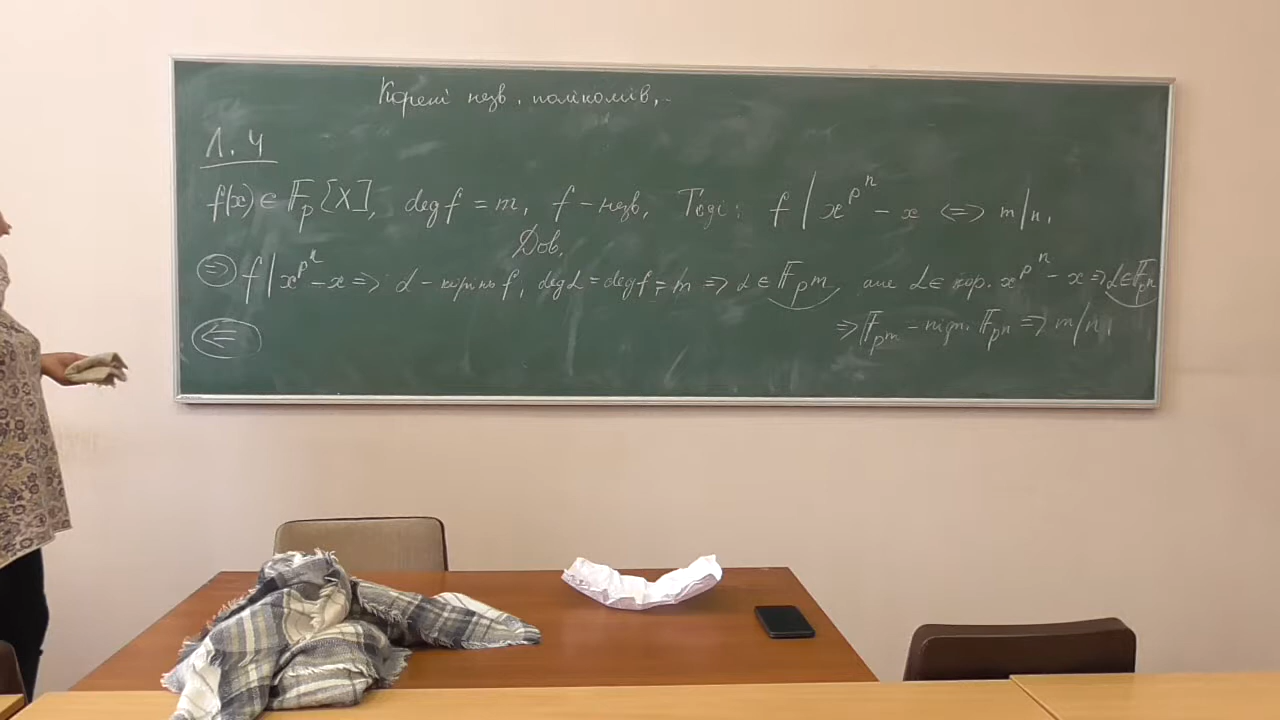 Корені незв. поліномів,..
Л. 4
f(x) ∈ 𝔽_p[X], deg f = m, f - незв, Тоді: f | x^{p^n} - x ⟺ m|n.
Дов.
⇒ f | x^{p^n} - x ⇒ α - корінь f, deg α = deg f = m ⇒ α ∈ 𝔽_{p^m}, але α ∈ кор. x^{p^n} - x ⇒ α ∈ 𝔽_{p^n}
⇒ 𝔽_{p^m} - підп. 𝔽_{p^n} ⇒ m|n.
⇐